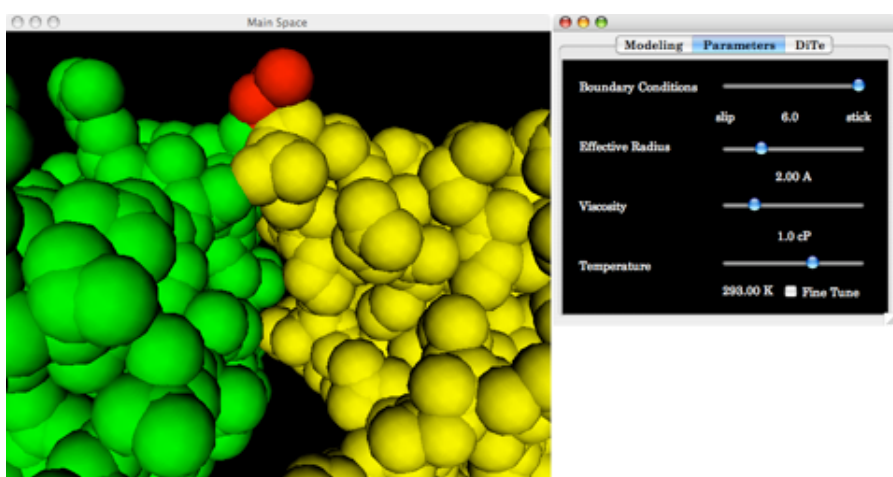 Main Space
Modeling Parameters DiTe
Boundary Conditions
slip 6.0 stick
Effective Radius
2.00 A
Viscosity
1.0 cP
Temperature
293.00 K Fine Tune